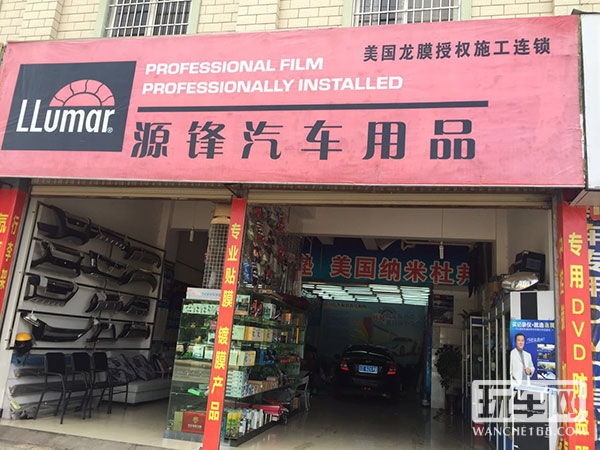 PROFESSIONAL FILM
PROFESSIONALLY INSTALLED
美国龙膜授权施工连锁
LLumar®
源锋汽车用品
专业贴膜 镀膜产品
垫 美国纳米杜邦
专用DVD防
玩车网
WANCHE168.COM